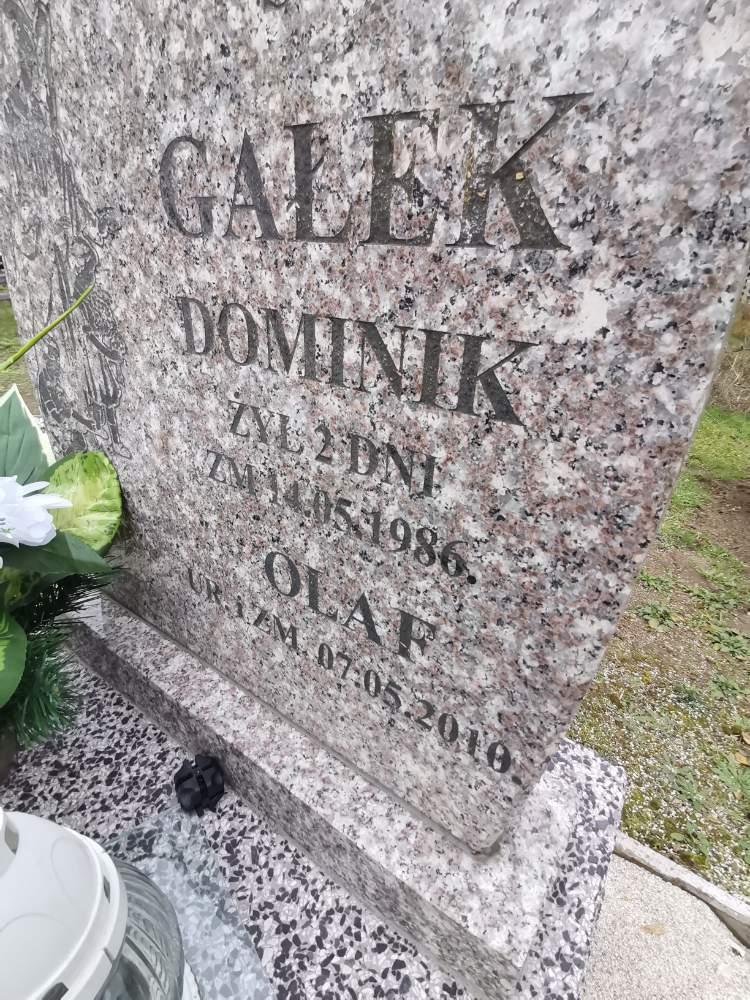 GAŁEK
DOMINIK
ŻYŁ 2 DNI
ZM 14.05.1986.
OLAF
UR. i ZM. 07.05.2010.